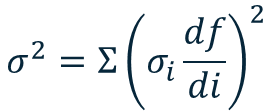 σ² = Σ (σᵢ df/di)²